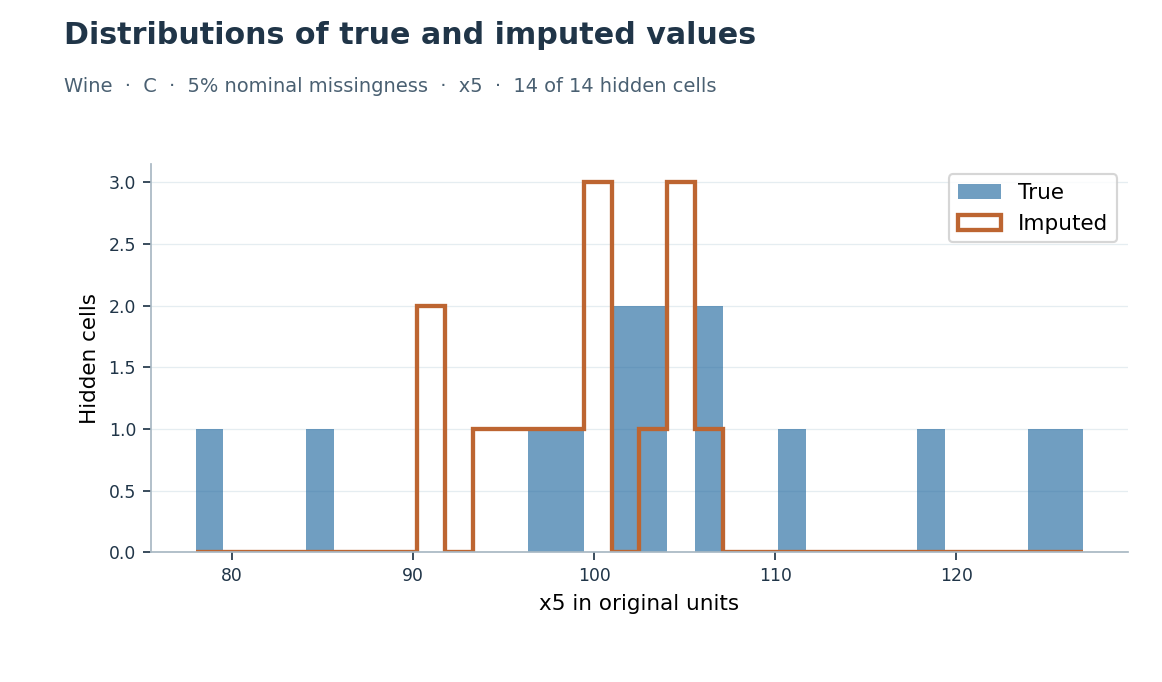 Distributions of true and imputed values
Wine · C · 5% nominal missingness · x5 · 14 of 14 hidden cells
3.0
2.5
2.0
1.5
1.0
0.5
0.0
Hidden cells
True
Imputed
80
90
100
110
120
x5 in original units